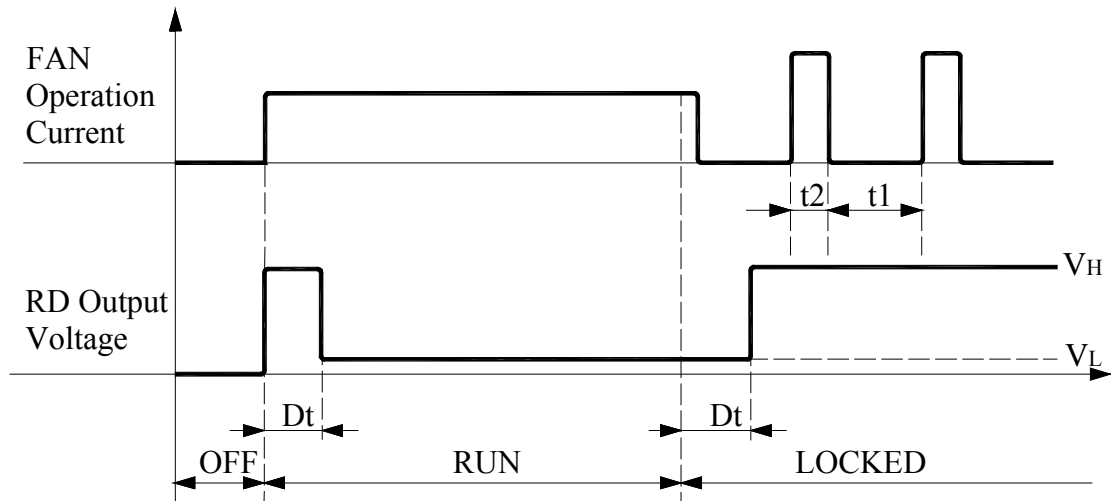 FAN
Operation
Current
t2
t1
VH
RD Output
Voltage
VL
Dt
Dt
OFF
RUN
LOCKED